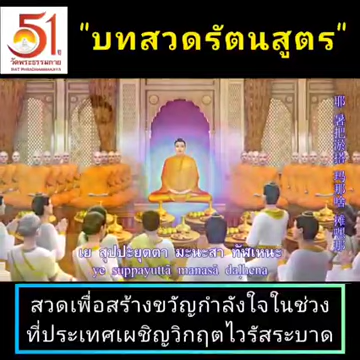 51 ปี
วัดพระธรรมกาย
WAT PHRADHAMMAKAYA
"บทสวดรัตนสูตร"
เย สุปปะยุตตา มะนะสา ทัฬเหนะ
ye suppayuttā manasā daḷhena
สวดเพื่อสร้างขวัญกำลังใจในช่วง
ที่ประเทศเผชิญวิกฤตไวรัสระบาด